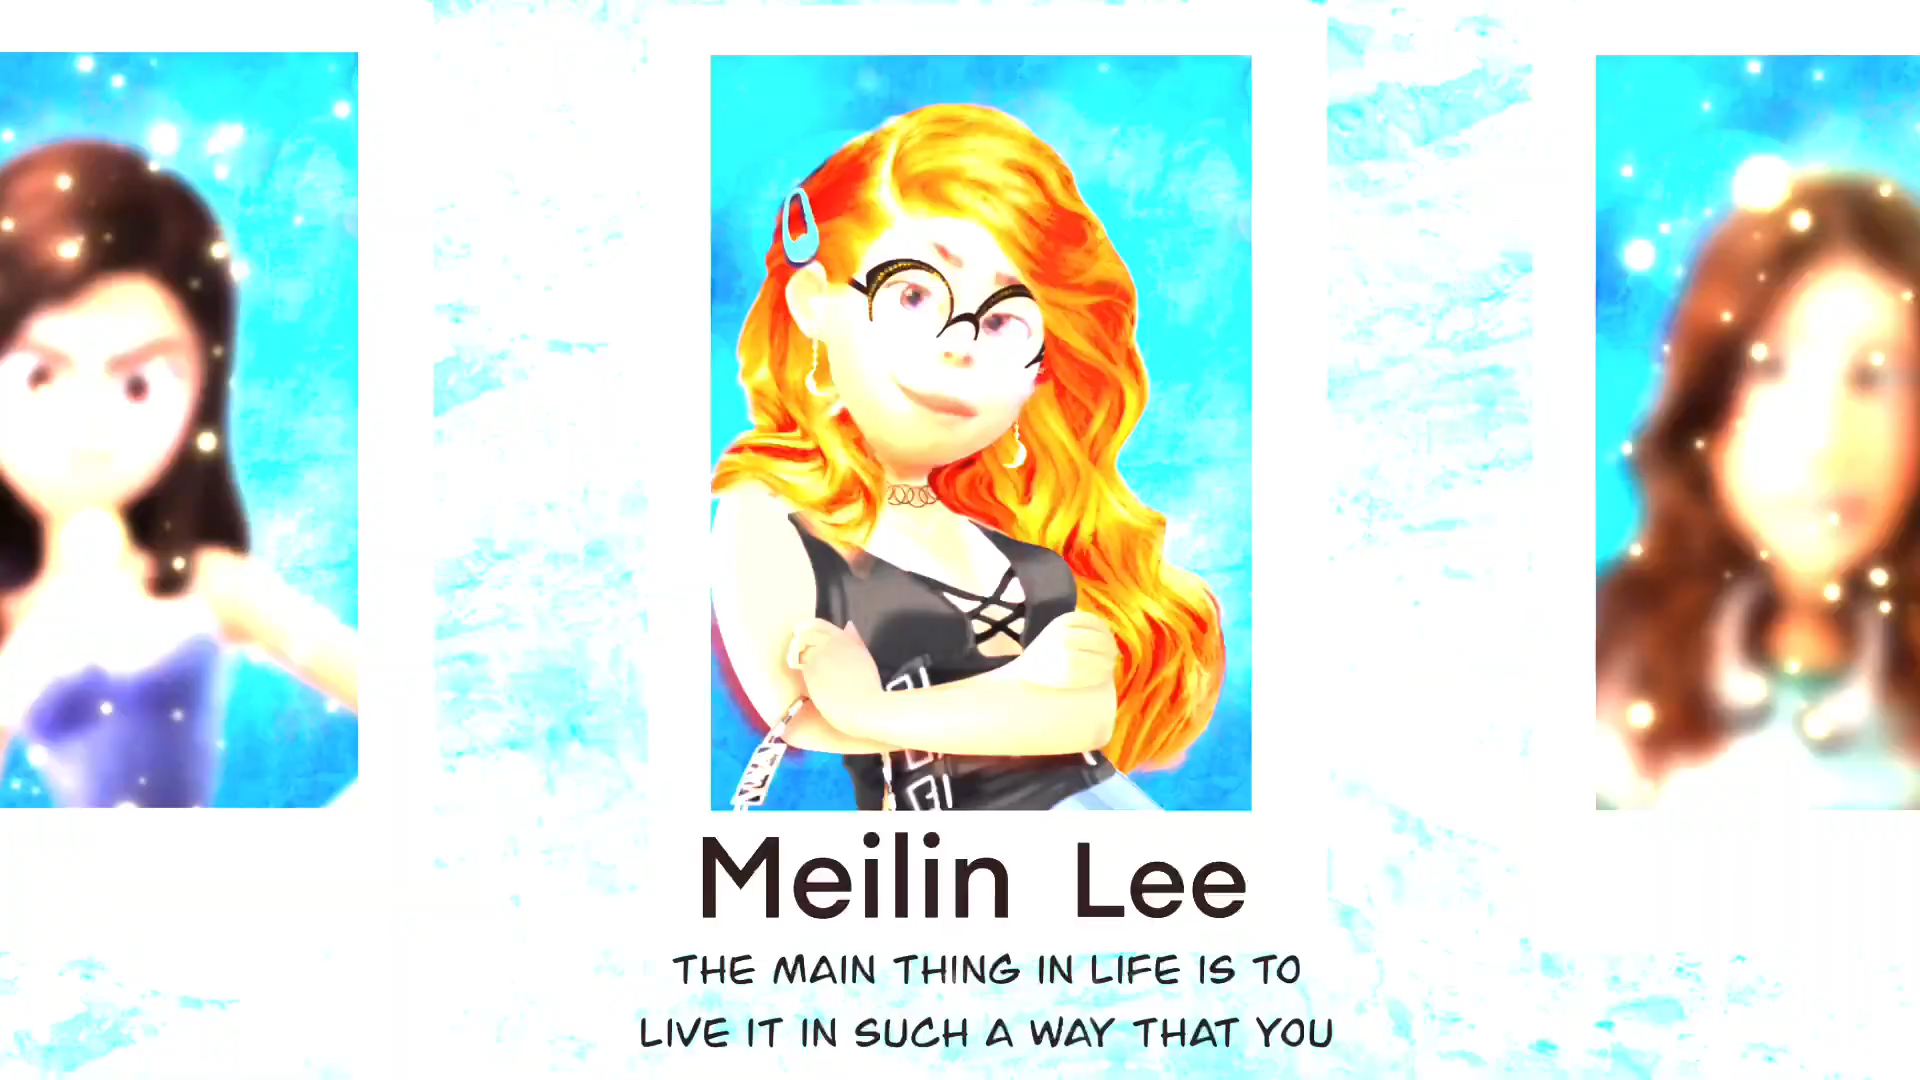 Meilin Lee
THE MAIN THING IN LIFE IS TO
LIVE IT IN SUCH A WAY THAT YOU